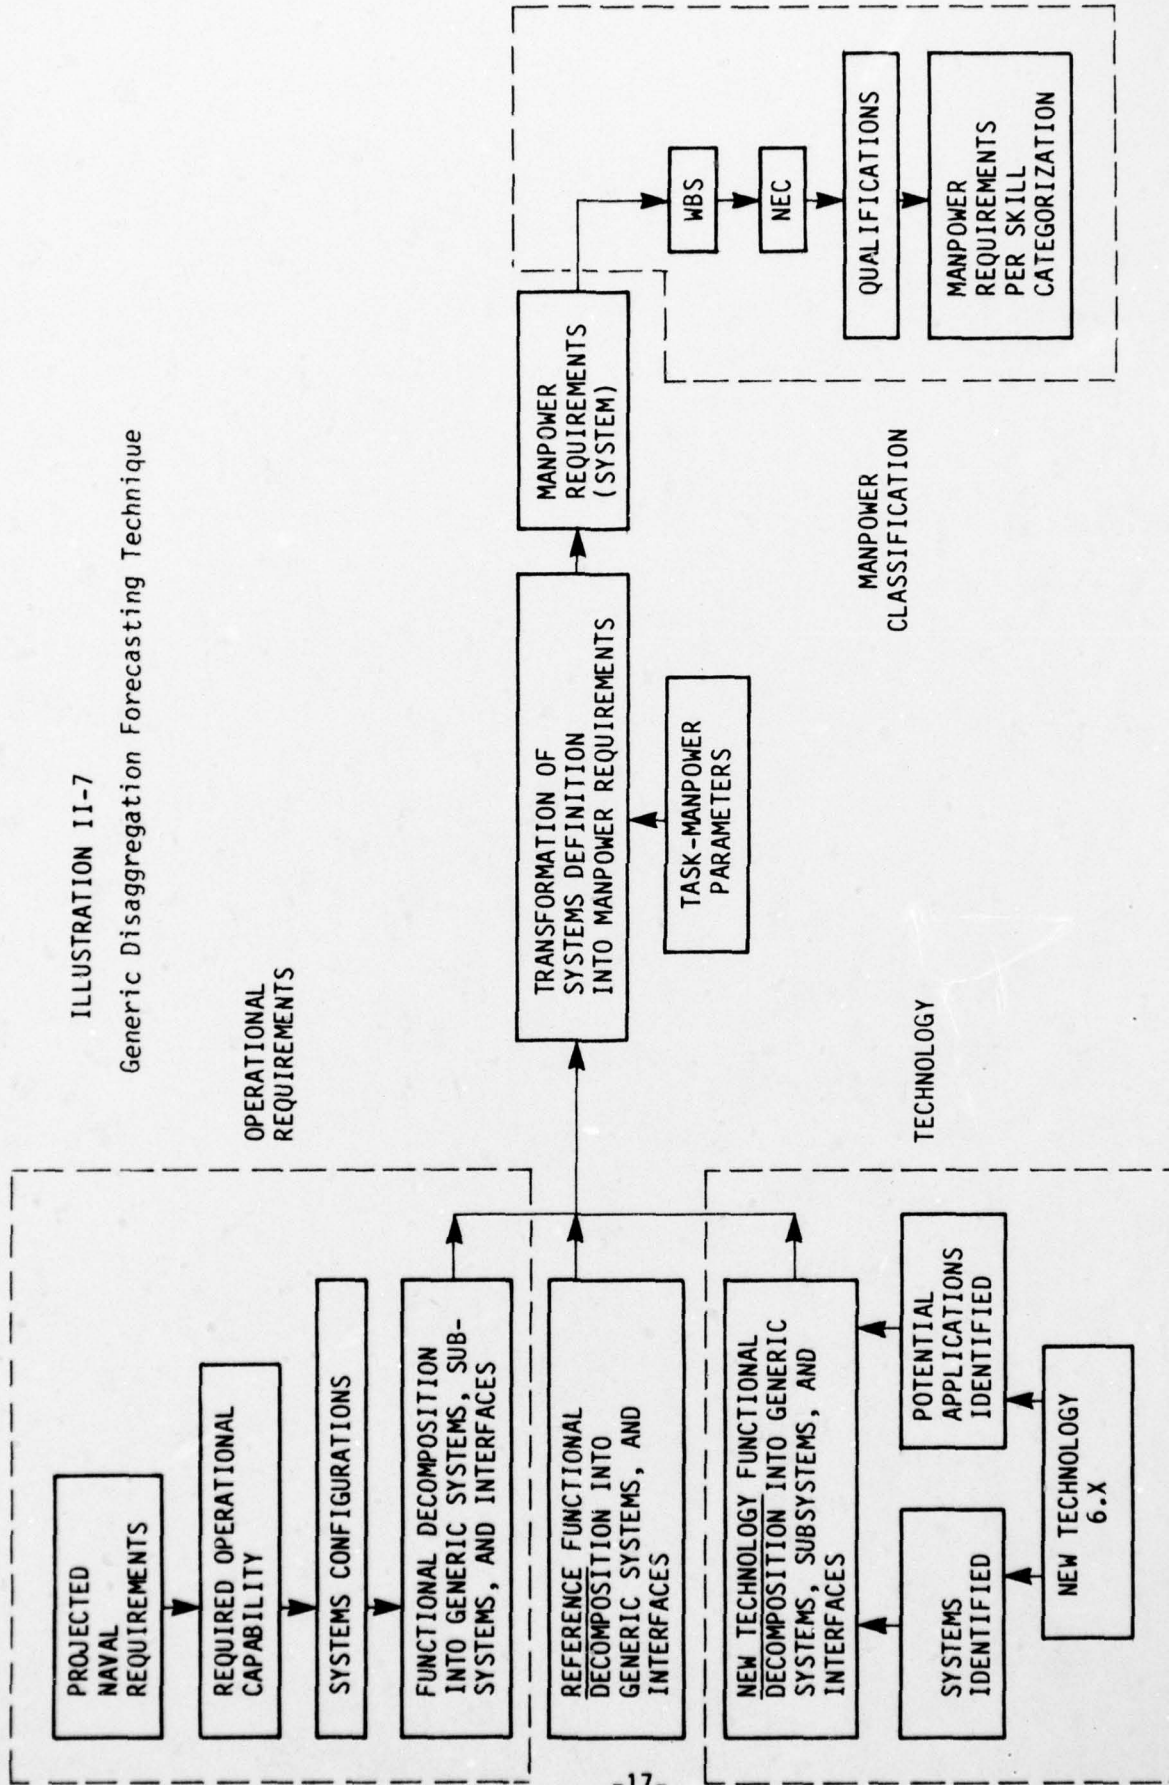 ILLUSTRATION II-7
Generic Disaggregation Forecasting Technique
OPERATIONAL
REQUIREMENTS
PROJECTED
NAVAL
REQUIREMENTS
REQUIRED OPERATIONAL
CAPABILITY
SYSTEMS CONFIGURATIONS
FUNCTIONAL DECOMPOSITION
INTO GENERIC SYSTEMS, SUB-
SYSTEMS, AND INTERFACES
REFERENCE FUNCTIONAL
DECOMPOSITION INTO
GENERIC SYSTEMS, AND
INTERFACES
NEW TECHNOLOGY FUNCTIONAL
DECOMPOSITION INTO GENERIC
SYSTEMS, SUBSYSTEMS, AND
INTERFACES
SYSTEMS
IDENTIFIED
POTENTIAL
APPLICATIONS
IDENTIFIED
NEW TECHNOLOGY
6.X
TECHNOLOGY
TRANSFORMATION OF
SYSTEMS DEFINITION
INTO MANPOWER REQUIREMENTS
TASK-MANPOWER
PARAMETERS
MANPOWER
REQUIREMENTS
(SYSTEM)
MANPOWER
CLASSIFICATION
WBS
NEC
QUALIFICATIONS
MANPOWER
REQUIREMENTS
PER SKILL
CATEGORIZATION
-17-